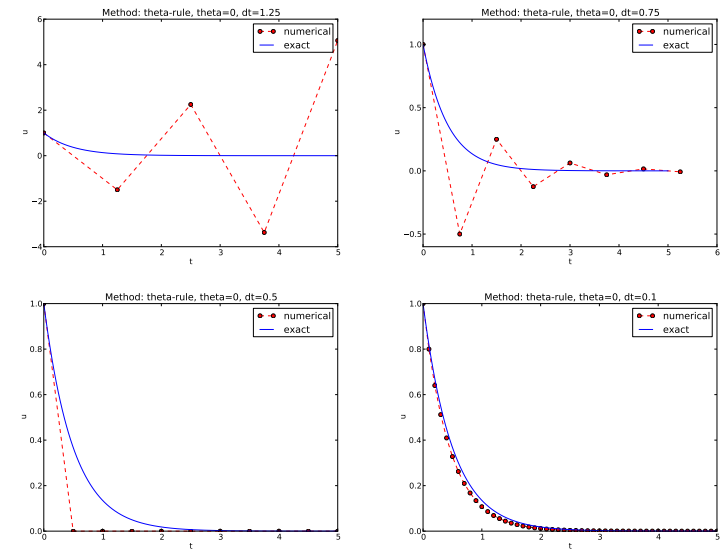 Method: theta-rule, theta=0, dt=1.25
numerical
exact
6
4
2
0
−2
−4
u
0
1
2
3
4
5
t
Method: theta-rule, theta=0, dt=0.75
numerical
exact
1.0
0.5
0.0
−0.5
u
0
1
2
3
4
5
6
t
Method: theta-rule, theta=0, dt=0.5
numerical
exact
1.0
0.8
0.6
0.4
0.2
0.0
u
0
1
2
3
4
5
t
Method: theta-rule, theta=0, dt=0.1
numerical
exact
1.0
0.8
0.6
0.4
0.2
0.0
u
0
1
2
3
4
5
t